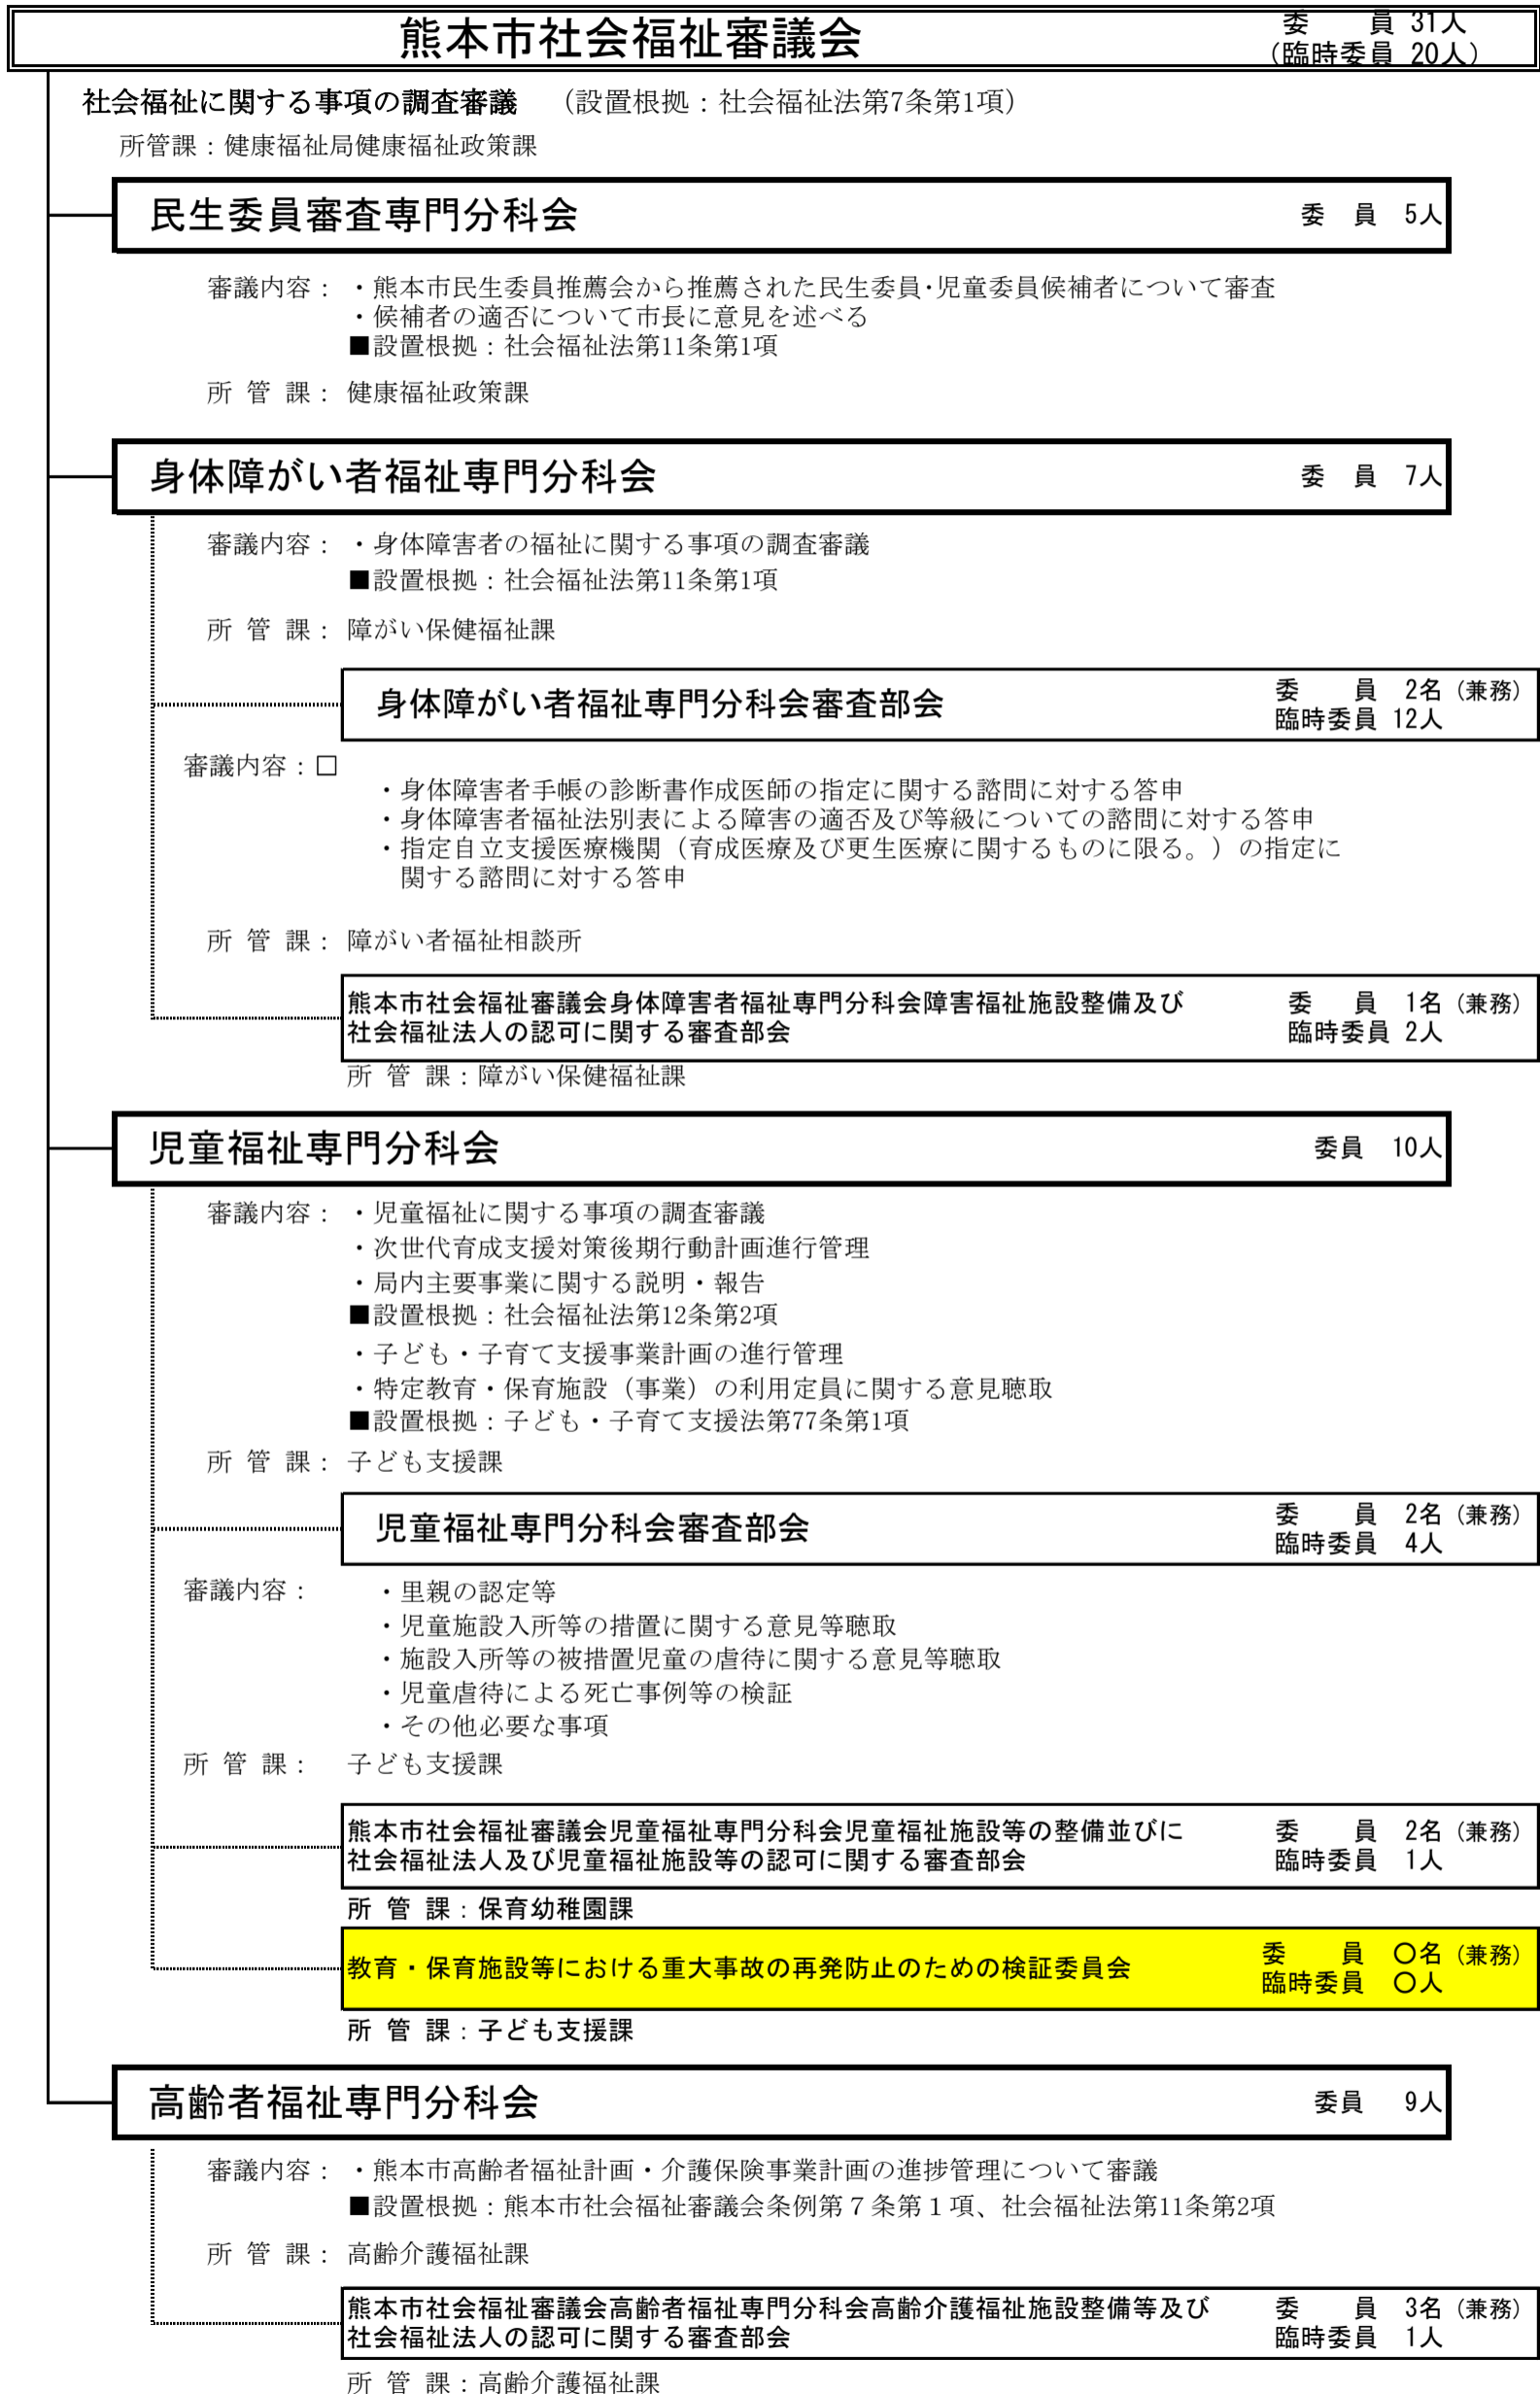 熊本市社会福祉審議会 委　　員 31人
（臨時委員 20人）
社会福祉に関する事項の調査審議　（設置根拠：社会福祉法第7条第1項）
所管課：健康福祉局健康福祉政策課
民生委員審査専門分科会 委　員　5人
審議内容： ・熊本市民生委員推薦会から推薦された民生委員･児童委員候補者について審査
・候補者の適否について市長に意見を述べる
■設置根拠：社会福祉法第11条第1項
所 管 課： 健康福祉政策課
身体障がい者福祉専門分科会 委　員　7人
審議内容： ・身体障害者の福祉に関する事項の調査審議
■設置根拠：社会福祉法第11条第1項
所 管 課： 障がい保健福祉課
身体障がい者福祉専門分科会審査部会 委　　員　2名（兼務）
臨時委員 12人
審議内容：□
・身体障害者手帳の診断書作成医師の指定に関する諮問に対する答申
・身体障害者福祉法別表による障害の適否及び等級についての諮問に対する答申
・指定自立支援医療機関（育成医療及び更生医療に関するものに限る。）の指定に
関する諮問に対する答申
所 管 課： 障がい者福祉相談所
熊本市社会福祉審議会身体障害者福祉専門分科会障害福祉施設整備及び 委　　員　1名（兼務）
社会福祉法人の認可に関する審査部会 臨時委員 2人
所 管 課：障がい保健福祉課
児童福祉専門分科会 委員　10人
審議内容： ・児童福祉に関する事項の調査審議
・次世代育成支援対策後期行動計画進行管理
・局内主要事業に関する説明・報告
■設置根拠：社会福祉法第12条第2項
・子ども・子育て支援事業計画の進行管理
・特定教育・保育施設（事業）の利用定員に関する意見聴取
■設置根拠：子ども・子育て支援法第77条第1項
所 管 課： 子ども支援課
児童福祉専門分科会審査部会 委　　員　2名（兼務）
臨時委員　4人
審議内容： ・里親の認定等
・児童施設入所等の措置に関する意見等聴取
・施設入所等の被措置児童の虐待に関する意見等聴取
・児童虐待による死亡事例等の検証
・その他必要な事項
所 管 課： 子ども支援課
熊本市社会福祉審議会児童福祉専門分科会児童福祉施設等の整備並びに 委　　員　2名（兼務）
社会福祉法人及び児童福祉施設等の認可に関する審査部会 臨時委員　1人
所 管 課：保育幼稚園課
教育・保育施設等における重大事故の再発防止のための検証委員会 委　　員　〇名（兼務）
臨時委員　〇人
所 管 課：子ども支援課
高齢者福祉専門分科会 委員　9人
審議内容： ・熊本市高齢者福祉計画・介護保険事業計画の進捗管理について審議
■設置根拠：熊本市社会福祉審議会条例第７条第１項、社会福祉法第11条第2項
所 管 課： 高齢介護福祉課
熊本市社会福祉審議会高齢者福祉専門分科会高齢介護福祉施設整備等及び 委　　員　3名（兼務）
社会福祉法人の認可に関する審査部会 臨時委員　1人
所 管 課：高齢介護福祉課